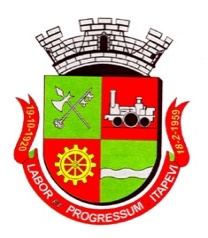 19-10-1920
LABOR et PROGRESSUM ITAPEVI
18-2-1959